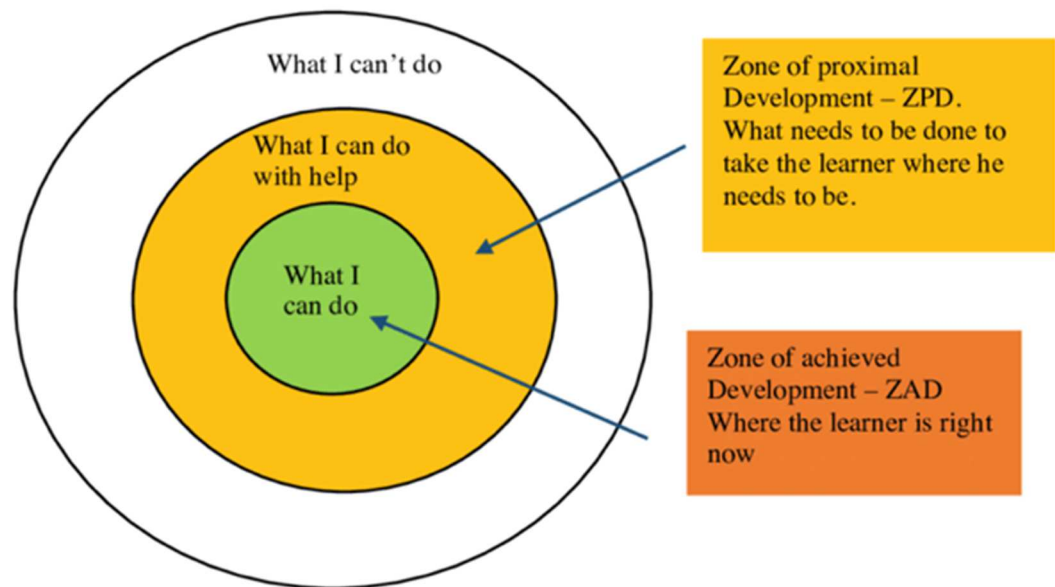 What I can't do
What I can do
with help
What I
can do
Zone of proximal
Development – ZPD.
What needs to be done to
take the learner where he
needs to be.
Zone of achieved
Development – ZAD
Where the learner is right
now